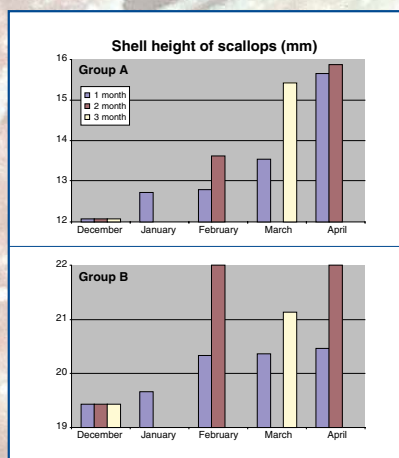 Shell height of scallops (mm)
Group A
1 month
2 month
3 month
16
15
14
13
12
December January February March April
Group B
22
21
20
19
December January February March April